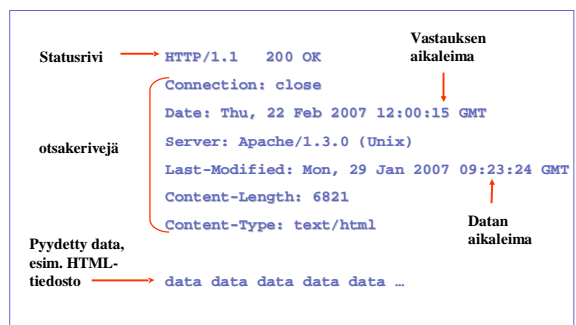 Vastauksen
aikaleima
Statusrivi
HTTP/1.1 200 OK
Connection: close
Date: Thu, 22 Feb 2007 12:00:15 GMT
Server: Apache/1.3.0 (Unix)
otsakerivejä
Last-Modified: Mon, 29 Jan 2007 09:23:24 GMT
Content-Length: 6821
Content-Type: text/html
Datan
aikaleima
Pyydetty data,
esim. HTML-
tiedosto
data data data data data …